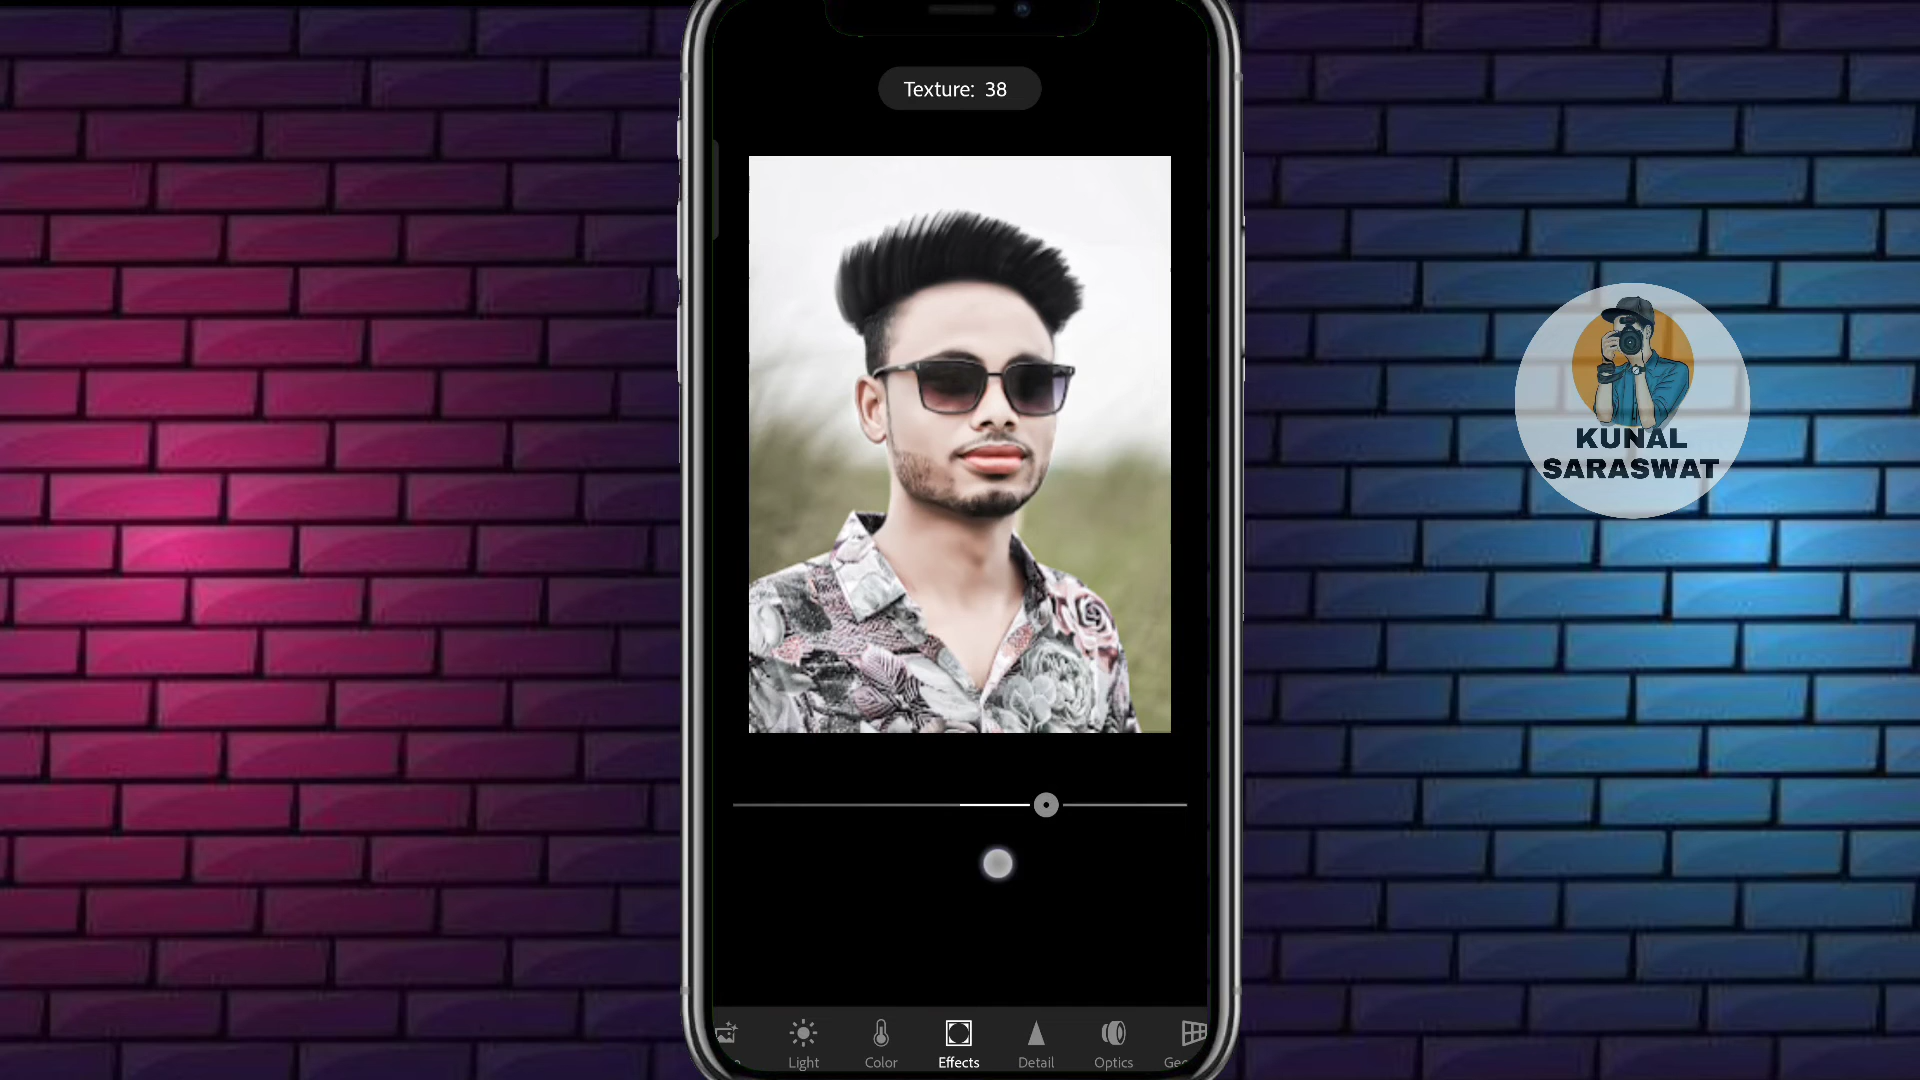 Texture: 38
KUNAL
SARASWAT
Light
Color
Effects
Detail
Optics